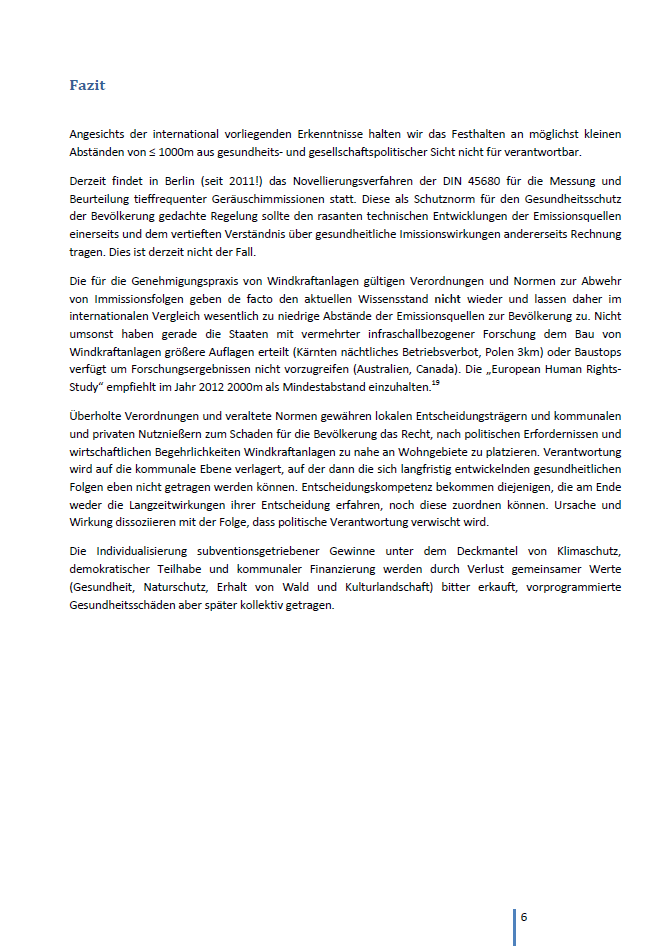 Fazit
Angesichts der international vorliegenden Erkenntnisse halten wir das Festhalten an möglichst kleinen
Abständen von ≤ 1000m aus gesundheits- und gesellschaftspolitischer Sicht nicht für verantwortbar.
Derzeit findet in Berlin (seit 2011!) das Novellierungsverfahren der DIN 45680 für die Messung und
Beurteilung tieffrequenter Geräuschimmissionen statt. Diese als Schutznorm für den Gesundheitsschutz
der Bevölkerung gedachte Regelung sollte den rasanten technischen Entwicklungen der Emissionsquellen
einerseits und dem vertieften Verständnis über gesundheitliche Imissionswirkungen andererseits Rechnung
tragen. Dies ist derzeit nicht der Fall.
Die für die Genehmigungspraxis von Windkraftanlagen gültigen Verordnungen und Normen zur Abwehr
von Immissionsfolgen geben de facto den aktuellen Wissensstand nicht wieder und lassen daher im
internationalen Vergleich wesentlich zu niedrige Abstände der Emissionsquellen zur Bevölkerung zu. Nicht
umsonst haben gerade die Staaten mit vermehrter infraschallbezogener Forschung dem Bau von
Windkraftanlagen größere Auflagen erteilt (Kärnten nächtliches Betriebsverbot, Polen 3km) oder Baustops
verfügt um Forschungsergebnissen nicht vorzugreifen (Australien, Canada). Die „European Human Rights-
Study“ empfiehlt im Jahr 2012 2000m als Mindestabstand einzuhalten.19
Überholte Verordnungen und veraltete Normen gewähren lokalen Entscheidungsträgern und kommunalen
und privaten Nutznießern zum Schaden für die Bevölkerung das Recht, nach politischen Erfordernissen und
wirtschaftlichen Begehrlichkeiten Windkraftanlagen zu nahe an Wohngebiete zu platzieren. Verantwortung
wird auf die kommunale Ebene verlagert, auf der dann die sich langfristig entwickelnden gesundheitlichen
Folgen eben nicht getragen werden können. Entscheidungskompetenz bekommen diejenigen, die am Ende
weder die Langzeitwirkungen ihrer Entscheidung erfahren, noch diese zuordnen können. Ursache und
Wirkung dissoziieren mit der Folge, dass politische Verantwortung verwischt wird.
Die Individualisierung subventionsgetriebener Gewinne unter dem Deckmantel von Klimaschutz,
demokratischer Teilhabe und kommunaler Finanzierung werden durch Verlust gemeinsamer Werte
(Gesundheit, Naturschutz, Erhalt von Wald und Kulturlandschaft) bitter erkauft, vorprogrammierte
Gesundheitsschäden aber später kollektiv getragen.
6